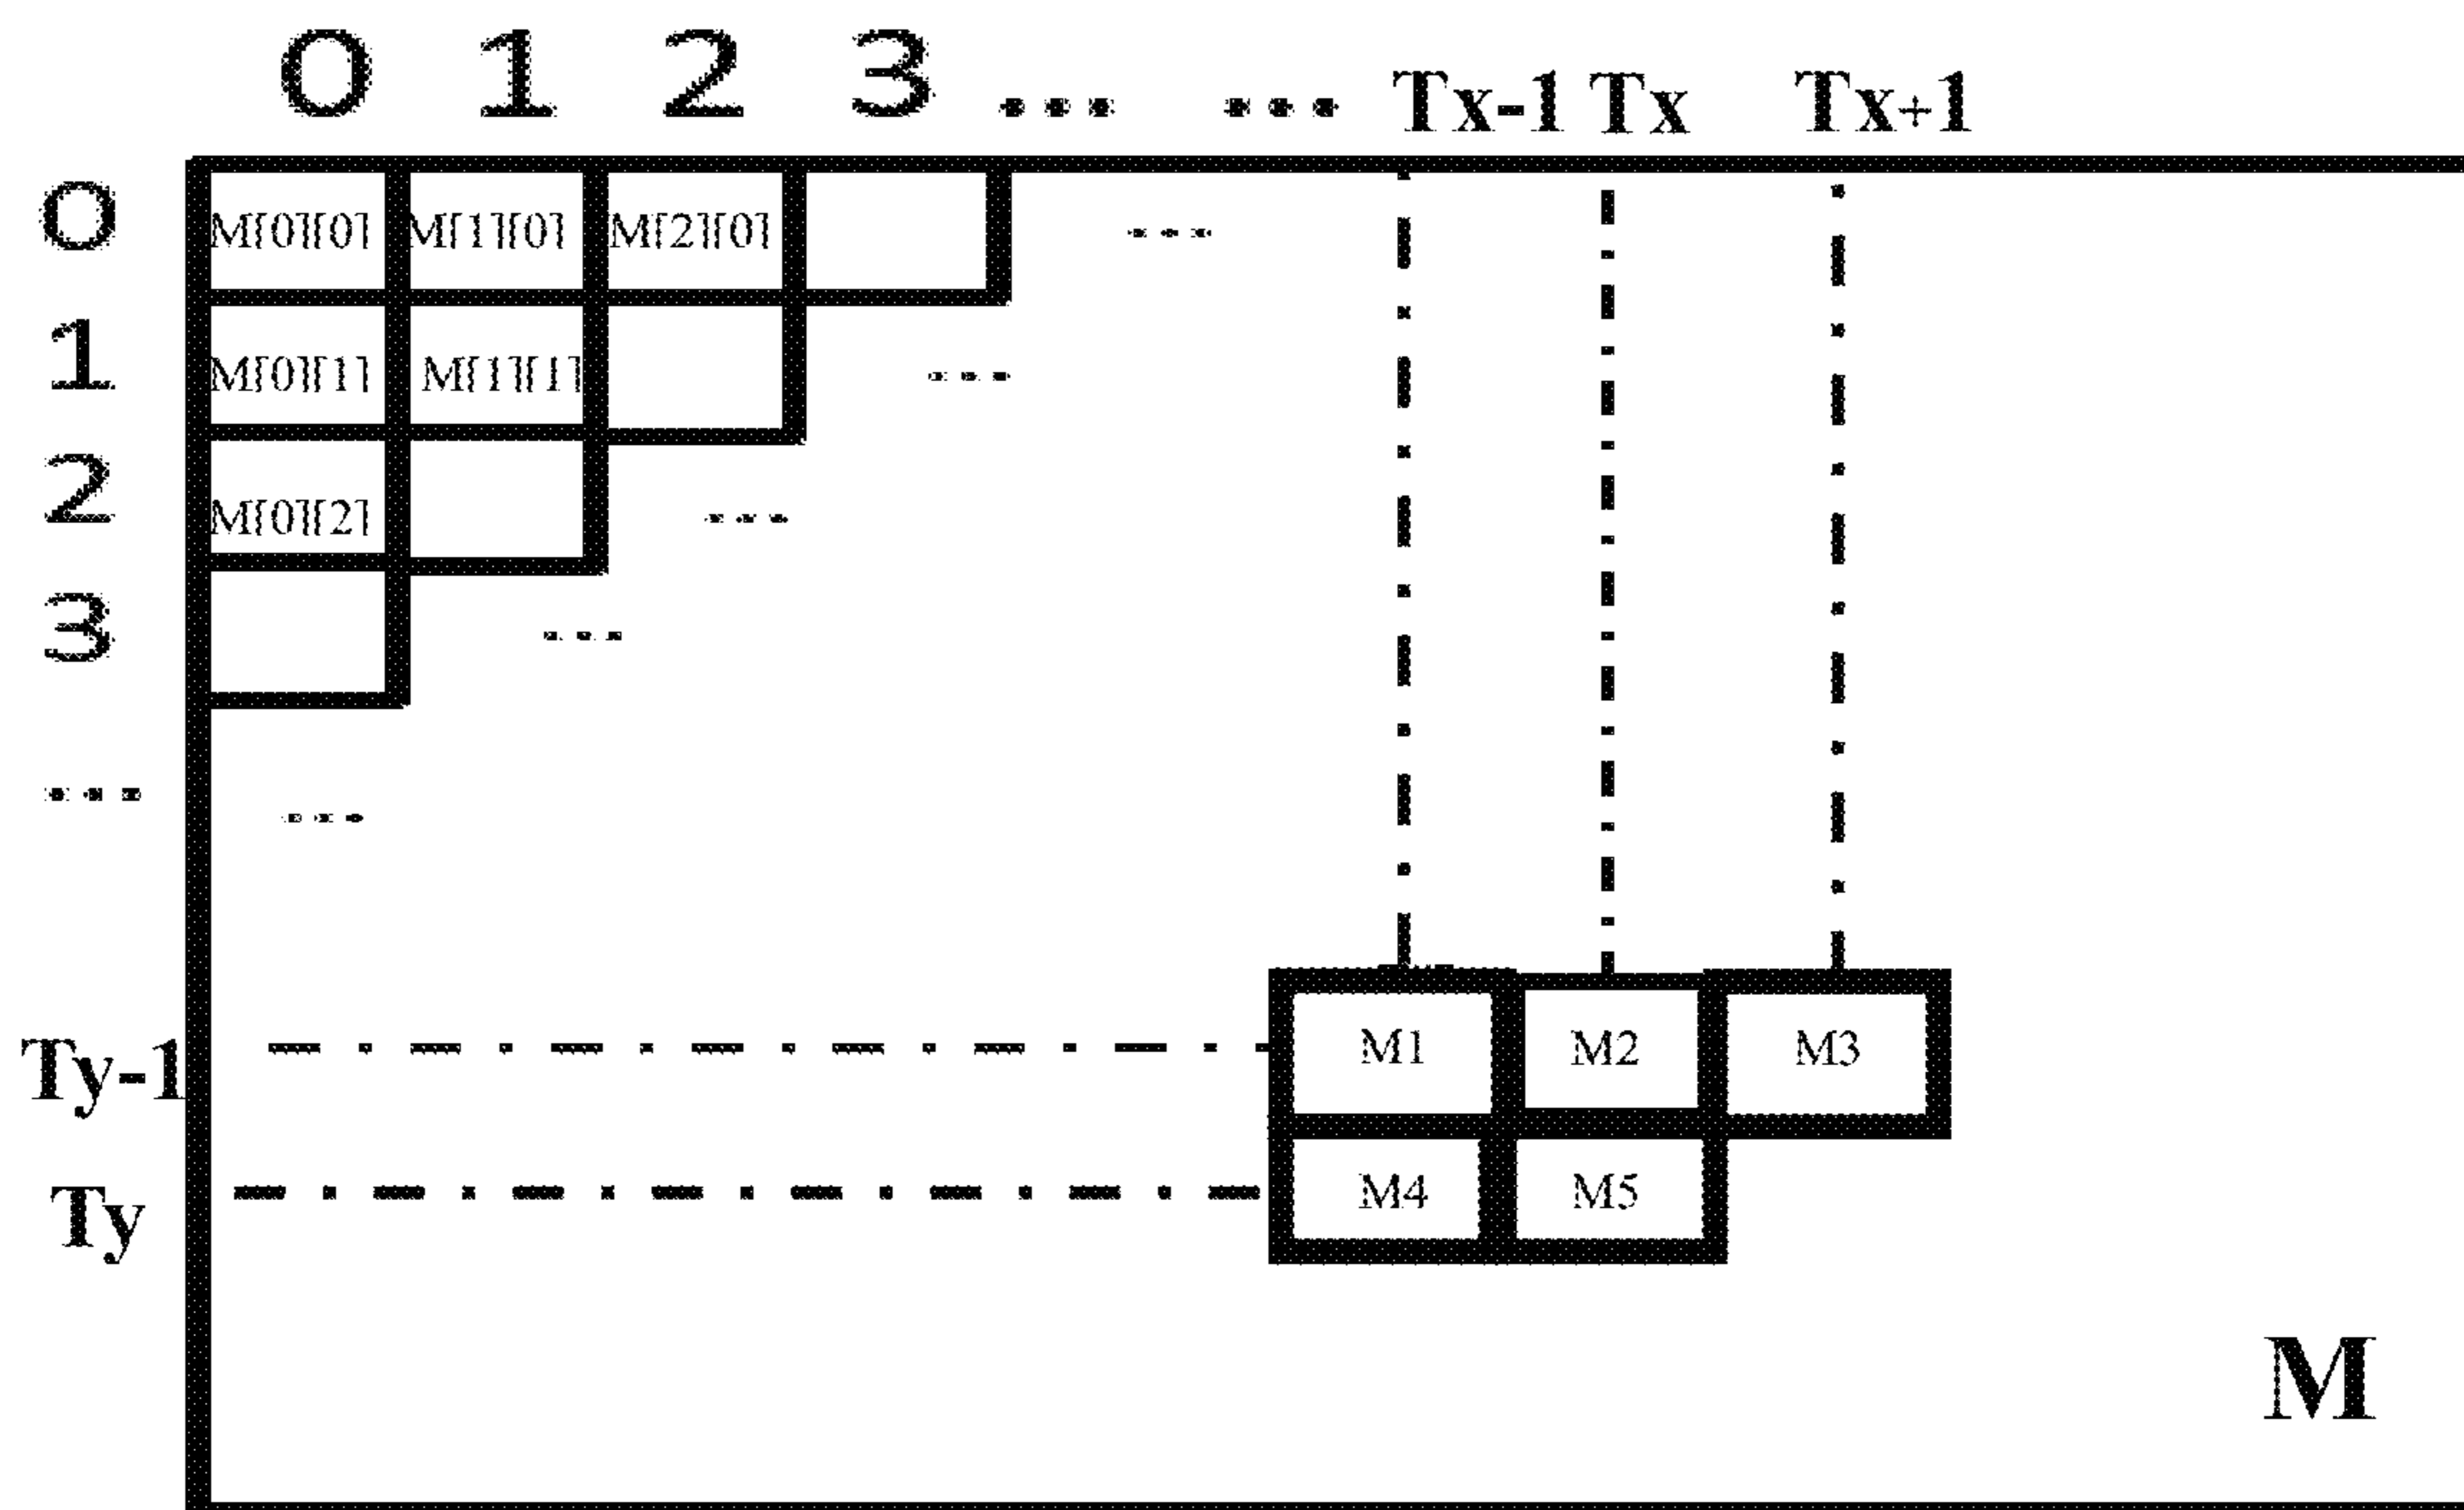 0 1 2 3 ... ... Tx-1 Tx Tx+1
0 M[0][0] M[1][0] M[2][0] ...
1 M[0][1] M[1][1] ...
2 M[0][2] ...
3 ...
... ...
Ty-1 M1 M2 M3
Ty M4 M5
M